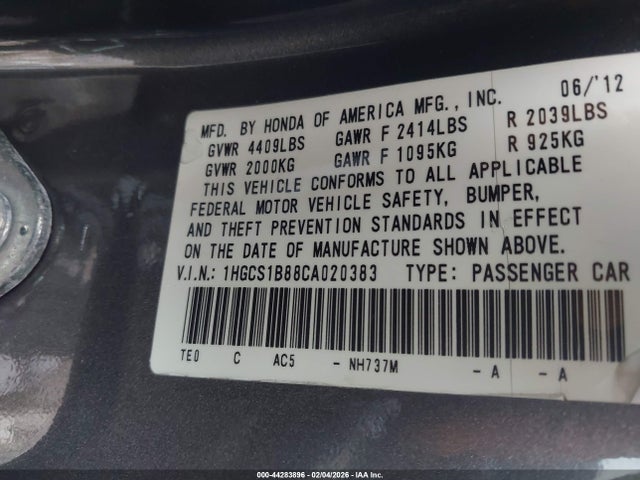 06/'12
MFD. BY HONDA OF AMERICA MFG., INC.
GVWR 4409LBS GAWR F 2414LBS R 2039LBS
GVWR 2000KG GAWR F 1095KG R 925KG
THIS VEHICLE CONFORMS TO ALL APPLICABLE
FEDERAL MOTOR VEHICLE SAFETY, BUMPER,
AND THEFT PREVENTION STANDARDS IN EFFECT
ON THE DATE OF MANUFACTURE SHOWN ABOVE.
V.I.N.: 1HGCS1B88CA020383 TYPE: PASSENGER CAR
TE0 C AC5 - NH737M - A - A
000-44283896 - 02/04/2026 - IAA Inc.